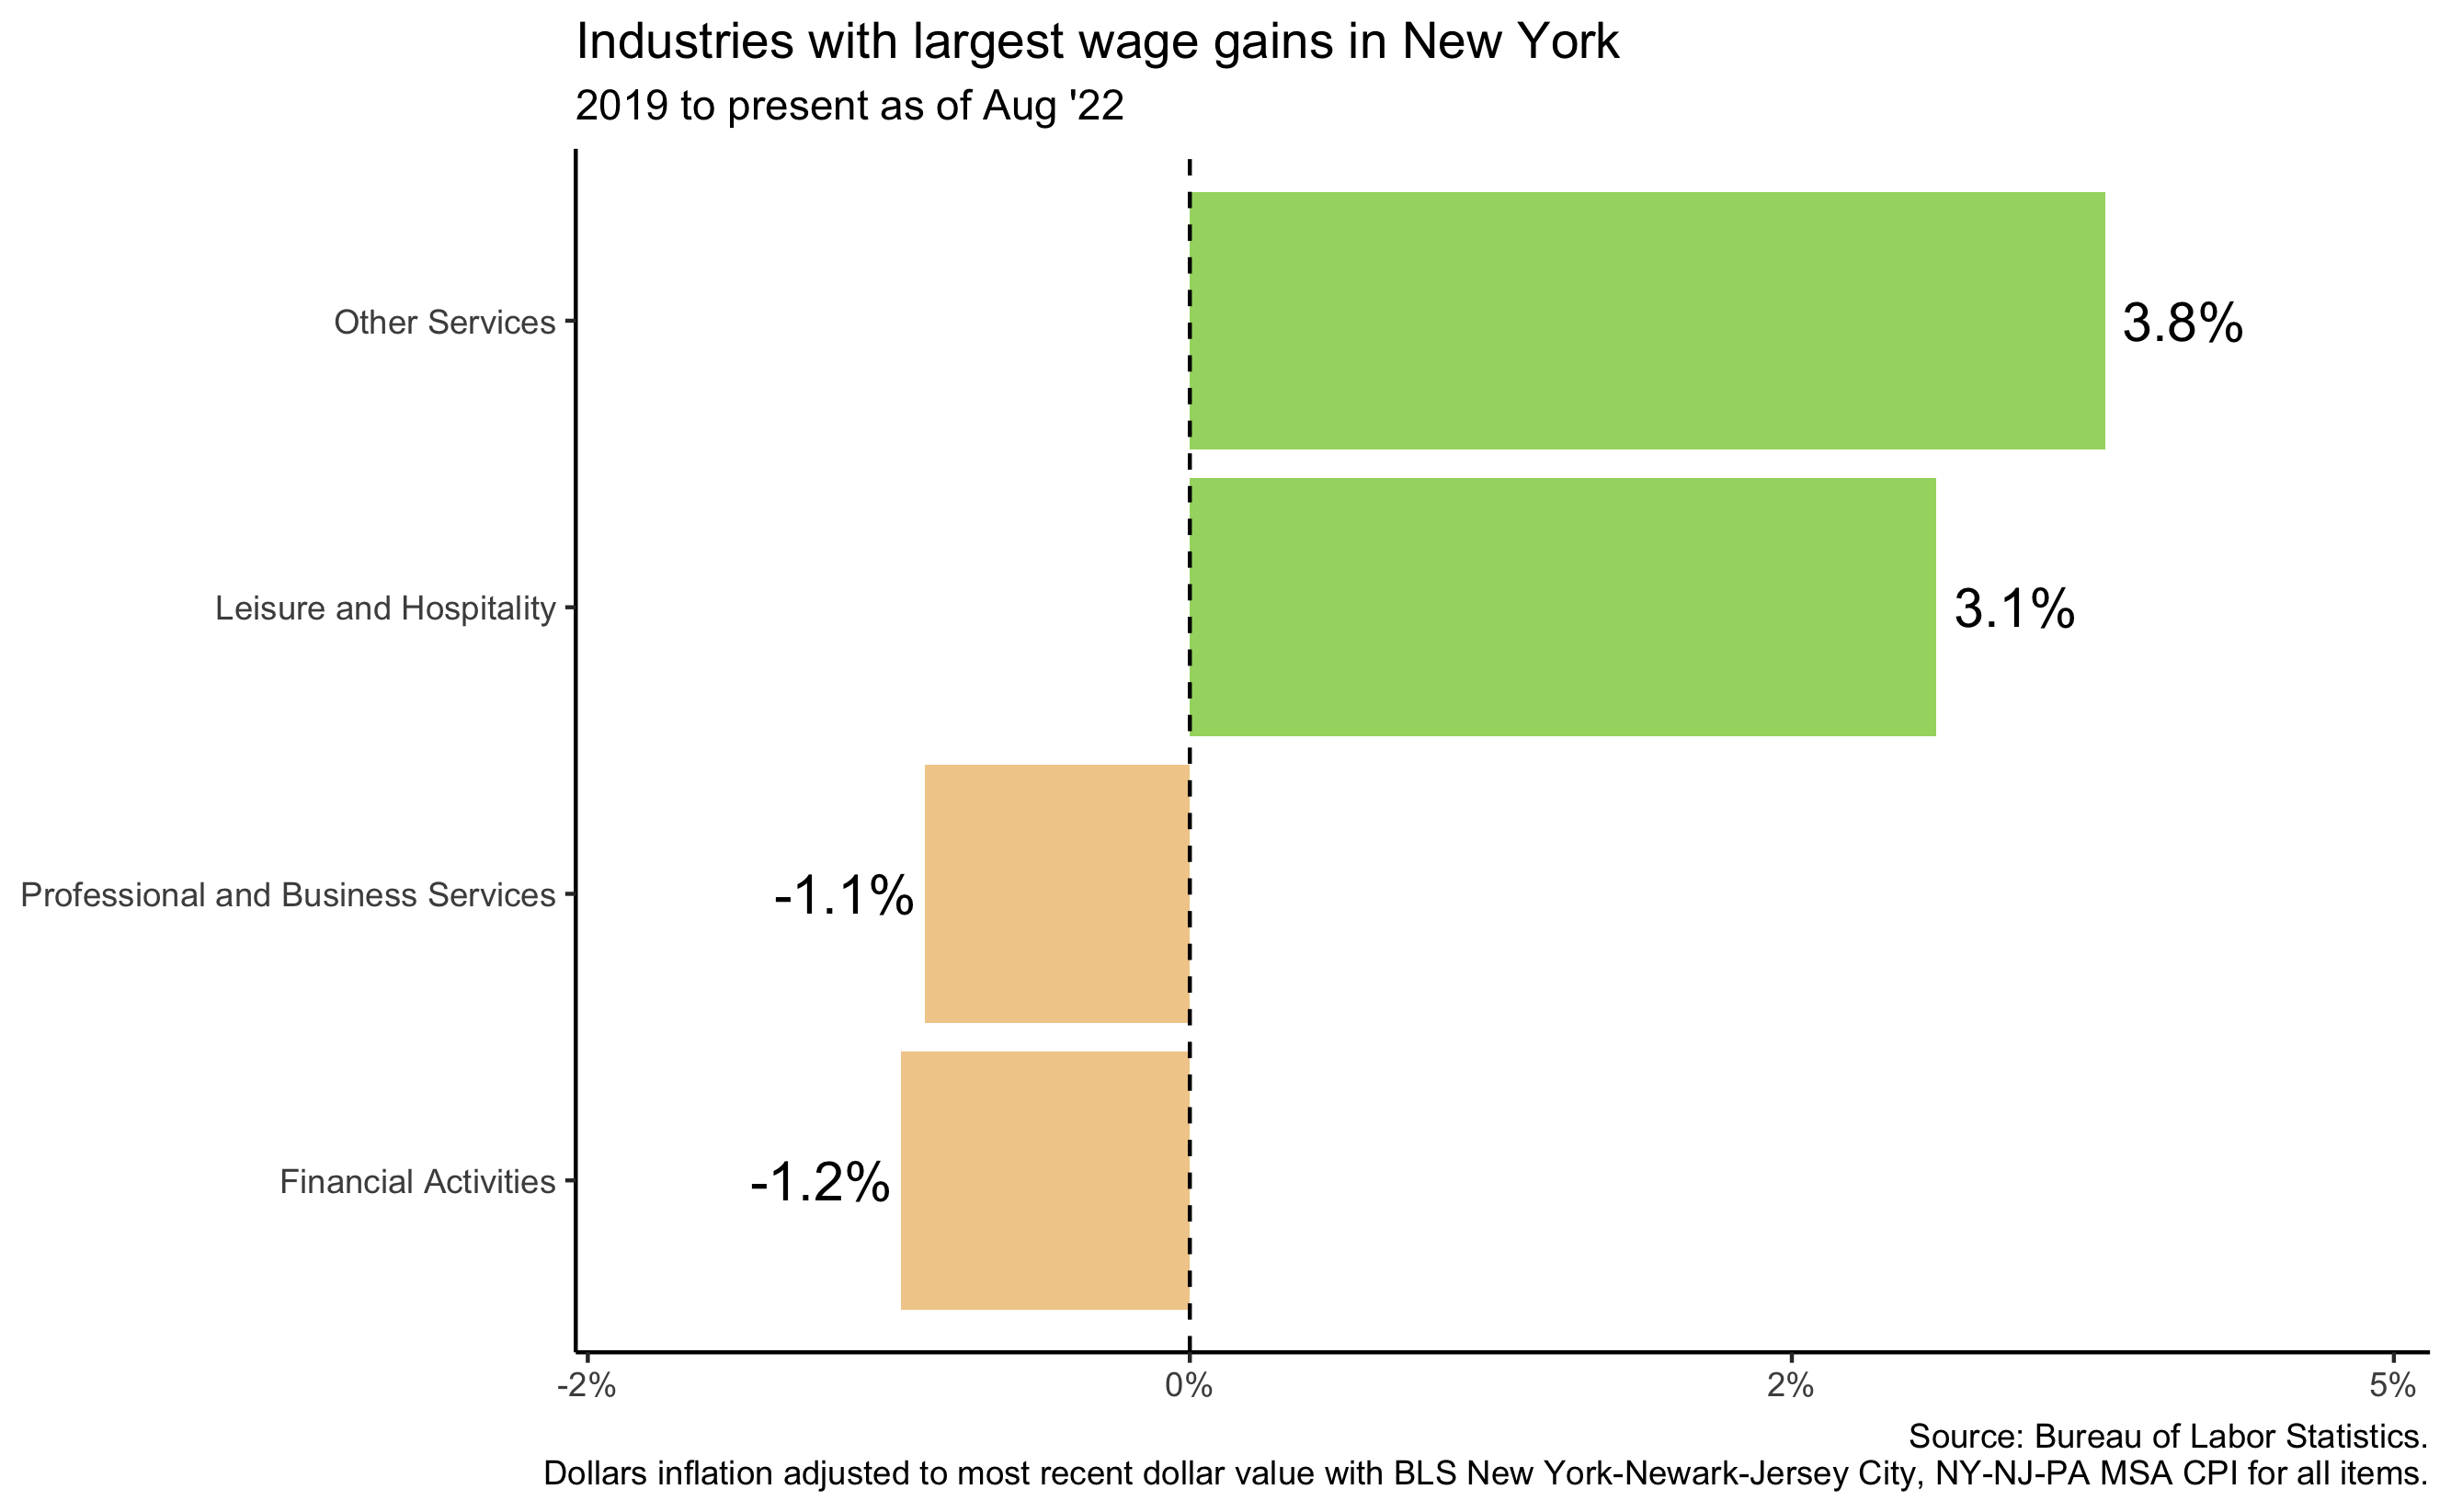 Industries with largest wage gains in New York
2019 to present as of Aug '22
Other Services
3.8%
Leisure and Hospitality
3.1%
Professional and Business Services
-1.1%
Financial Activities
-1.2%
-2%
0%
2%
5%
Source: Bureau of Labor Statistics.
Dollars inflation adjusted to most recent dollar value with BLS New York-Newark-Jersey City, NY-NJ-PA MSA CPI for all items.